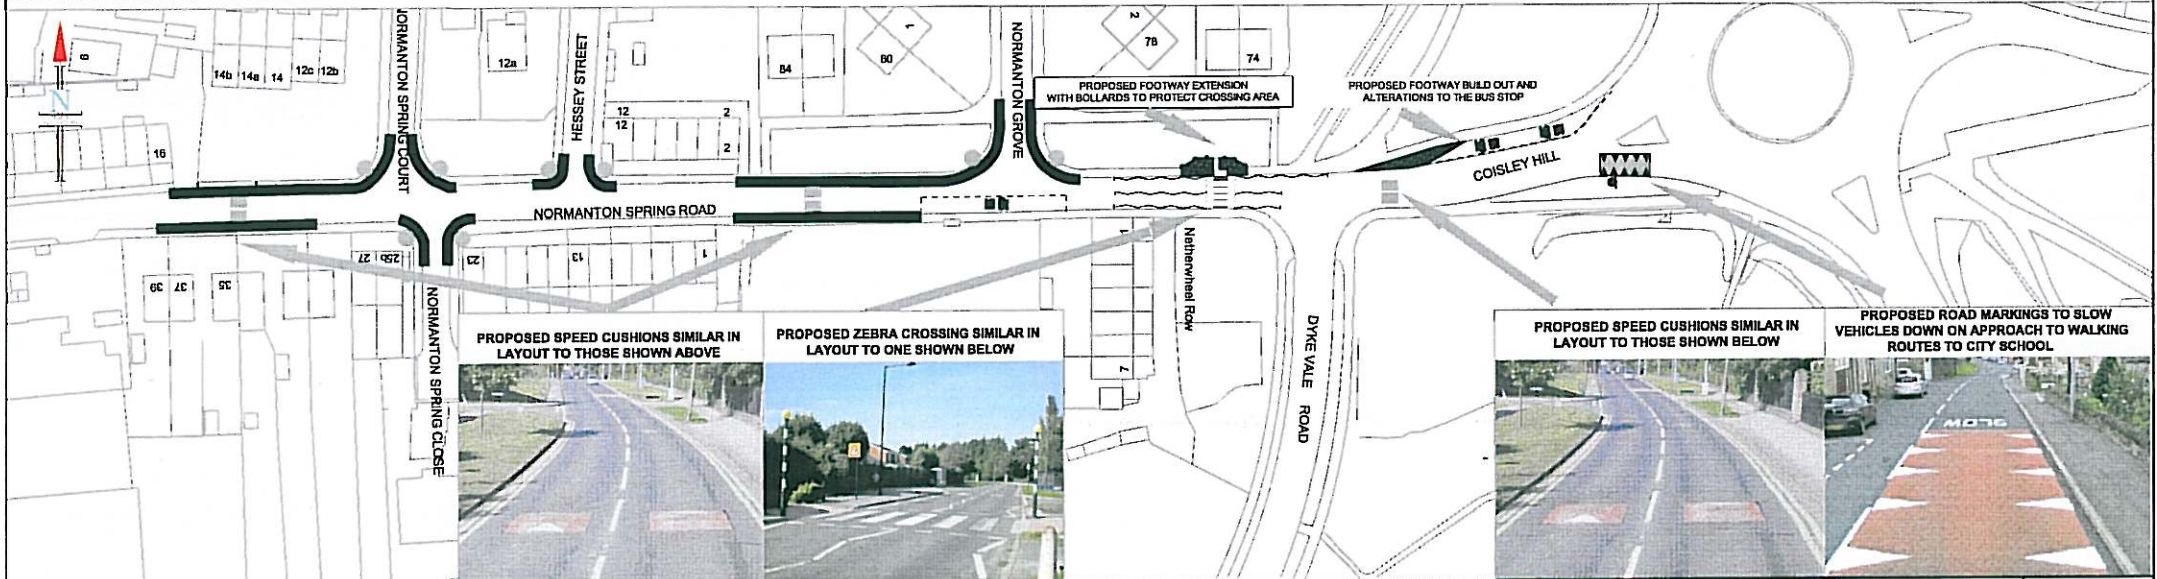 N
9
14b
14a
14
12c
12b
16
NORMANTON SPRING COURT
12a
HESSEY STREET
12
12
2
2
84
1
80
NORMANTON GROVE
2
78
74
PROPOSED FOOTWAY EXTENSION
WITH BOLLARDS TO PROTECT CROSSING AREA
PROPOSED FOOTWAY BUILD OUT AND
ALTERATIONS TO THE BUS STOP
COISLEY HILL
NORMANTON SPRING ROAD
39
37
35
27
25b
23
13
1
NORMANTON SPRING CLOSE
1
7
Netherwheel Row
DYKE VALE ROAD
PROPOSED SPEED CUSHIONS SIMILAR IN
LAYOUT TO THOSE SHOWN ABOVE
PROPOSED ZEBRA CROSSING SIMILAR IN
LAYOUT TO ONE SHOWN BELOW
PROPOSED SPEED CUSHIONS SIMILAR IN
LAYOUT TO THOSE SHOWN BELOW
PROPOSED ROAD MARKINGS TO SLOW
VEHICLES DOWN ON APPROACH TO WALKING
ROUTES TO CITY SCHOOL
SLOW